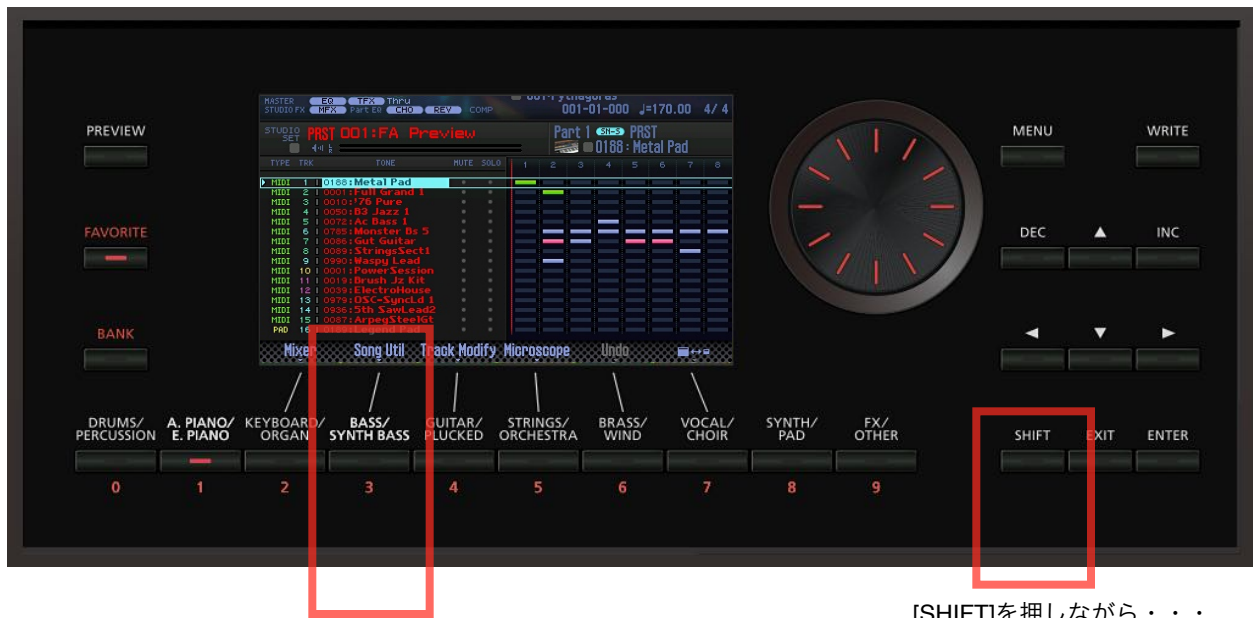 MASTER EQ TFX Thru
STUDIO FX MFX Part EQ CHO REV COMP
001-01-000 ♩=170.00 4/ 4
STUDIO SET PRST 001:FA Preview
Part 1 SN-S PRST
0188:Metal Pad
TYPE TRK TONE MUTE SOLO 1 2 3 4 5 6 7 8
MIDI 1 0188:Metal Pad
MIDI 2 0001:Full Grand 1
MIDI 3 0010:'76 Pure
MIDI 4 0050:83 Jazz 1
MIDI 5 0072:Ac Bass 1
MIDI 6 0785:Monster Bs 5
MIDI 7 0086:Gut Guitar
MIDI 8 0089:StringsSect1
MIDI 9 0990:Waspy Lead
MIDI 10 0001:PowerSession
MIDI 11 0019:Brush Jz Kit
MIDI 12 0039:ElectroHouse
MIDI 13 0979:OSC-SyncLd 1
MIDI 14 0936:5th SawLead2
MIDI 15 0087:ArpegSteelGt
PAD 16 0189:Legend Pad
Mixer Song Util Track Modify Microscope Undo
PREVIEW
FAVORITE
BANK
MENU WRITE
DEC ▲ INC
◀ ▼ ▶
SHIFT EXIT ENTER
DRUMS/ PERCUSSION
A. PIANO/ E. PIANO
KEYBOARD/ ORGAN
BASS/ SYNTH BASS
GUITAR/ PLUCKED
STRINGS/ ORCHESTRA
BRASS/ WIND
VOCAL/ CHOIR
SYNTH/ PAD
FX/ OTHER
0 1 2 3 4 5 6 7 8 9
[SHIFT]を押しながら・・・